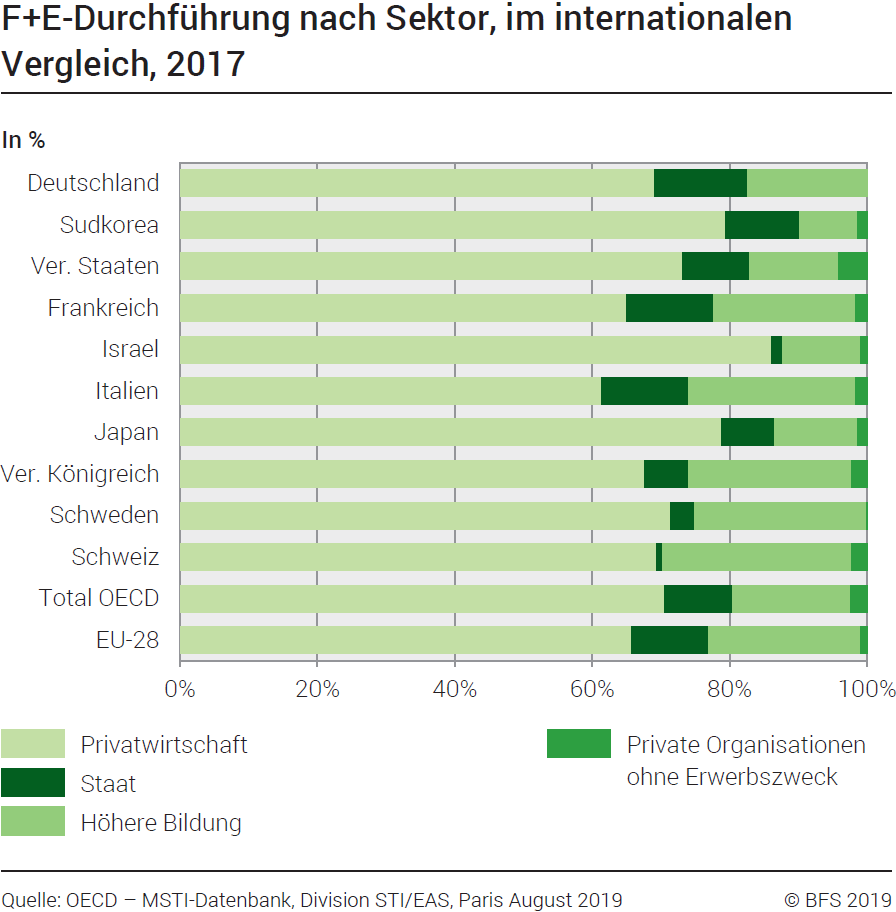 F+E-Durchführung nach Sektor, im internationalen
Vergleich, 2017
In %
Deutschland
Sudkorea
Ver. Staaten
Frankreich
Israel
Italien
Japan
Ver. Königreich
Schweden
Schweiz
Total OECD
EU-28
0% 20% 40% 60% 80% 100%
Privatwirtschaft
Staat
Höhere Bildung
Private Organisationen
ohne Erwerbszweck
Quelle: OECD – MSTI-Datenbank, Division STI/EAS, Paris August 2019 © BFS 2019